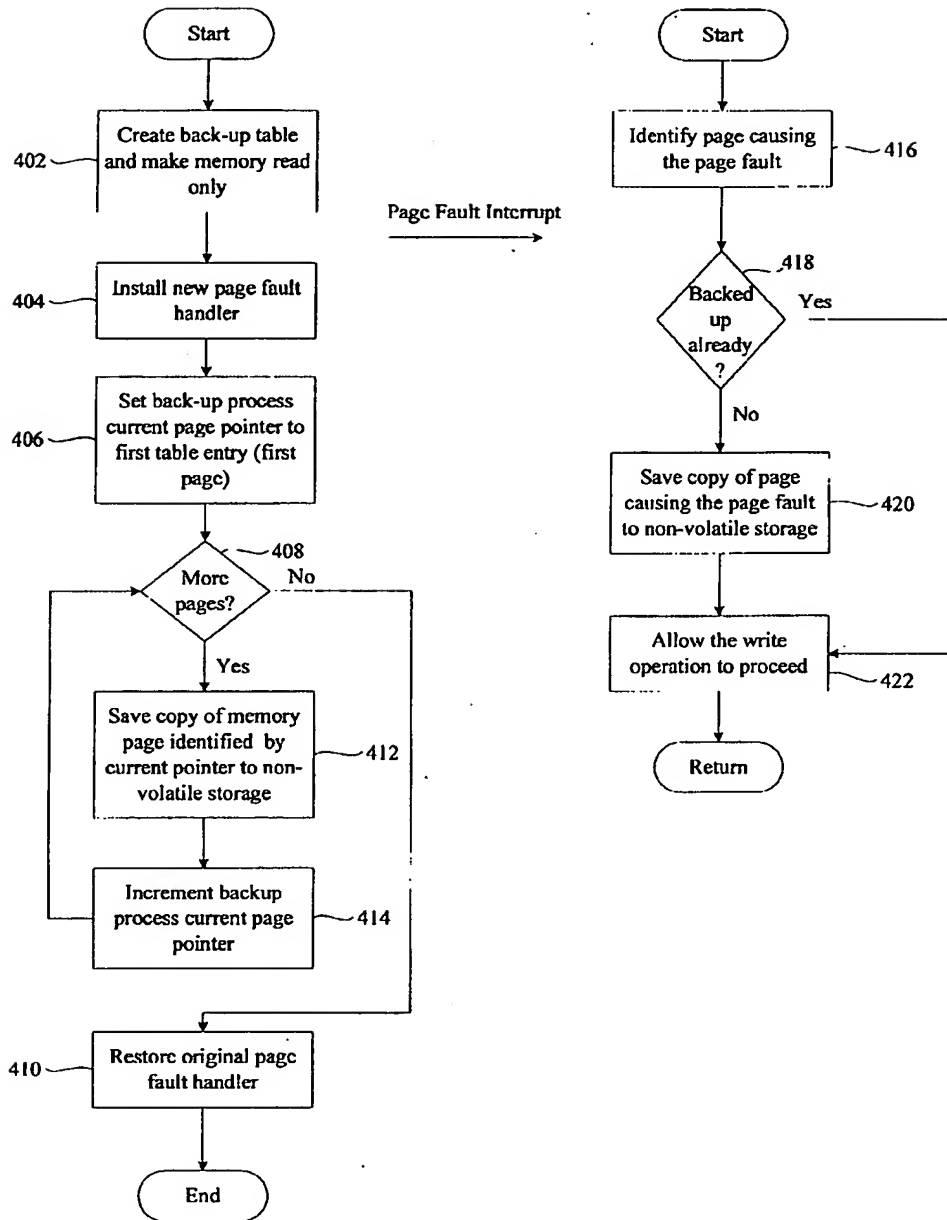 Start
402
Create back-up table
and make memory read
only
404
Install new page fault
handler
406
Set back-up process
current page pointer to
first table entry (first
page)
408
More
pages?
No
Yes
Save copy of memory
page identified by
current pointer to non-
volatile storage
412
Increment backup
process current page
pointer
414
410
Restore original page
fault handler
End
Page Fault Interrupt
Start
Identify page causing
the page fault
416
418
Backed
up
already
?
Yes
No
Save copy of page
causing the page fault
to non-volatile storage
420
Allow the write
operation to proceed
422
Return